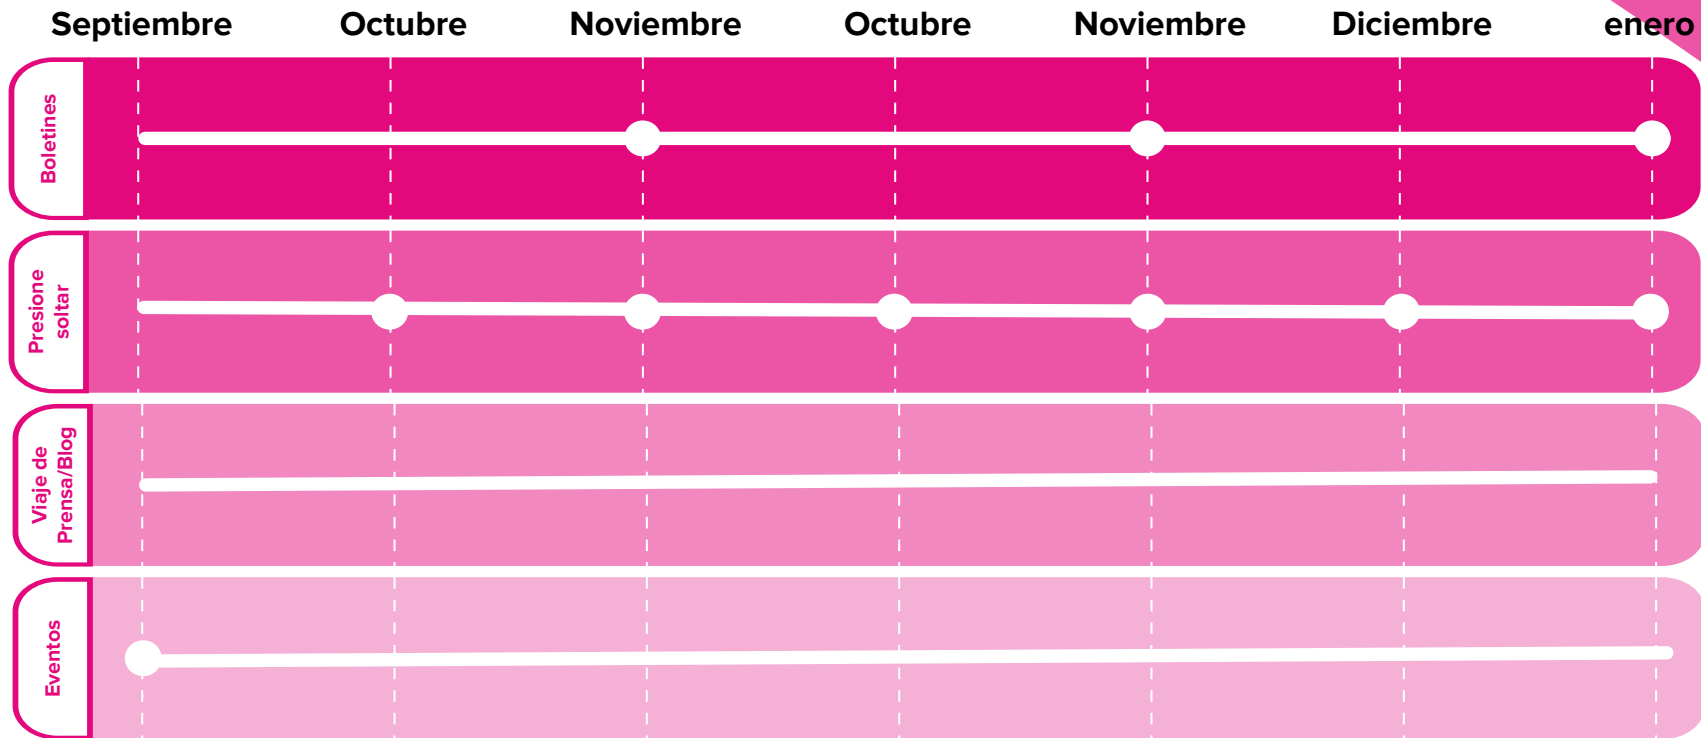 Septiembre Octubre Noviembre Octubre Noviembre Diciembre enero
Boletines
Presione
soltar
Viaje de
Prensa/Blog
Eventos